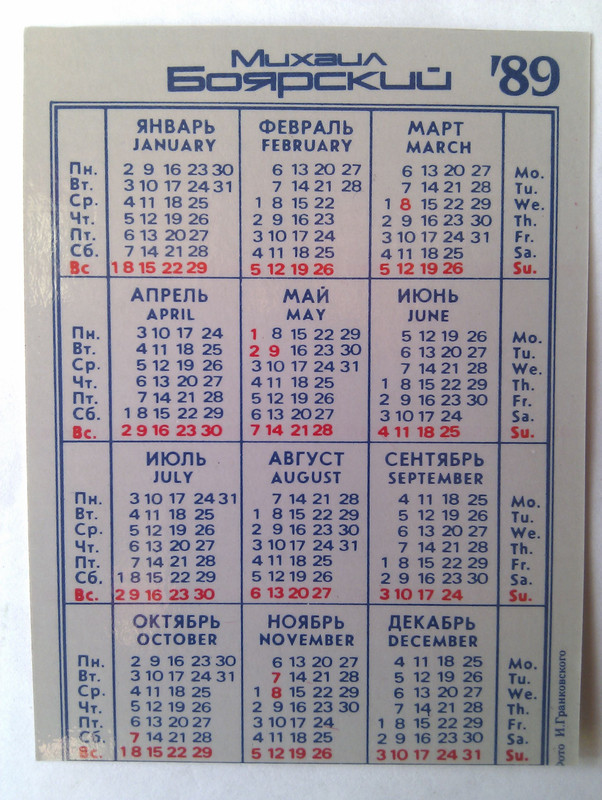 Михаил
Боярский '89
ЯНВАРЬ ФЕВРАЛЬ МАРТ
JANUARY FEBRUARY MARCH
Пн. 2 9 16 23 30 6 13 20 27 6 13 20 27 Mo.
Вт. 3 10 17 24 31 7 14 21 28 7 14 21 28 Tu.
Ср. 4 11 18 25 1 8 15 22 1 8 15 22 29 We.
Чт. 5 12 19 26 2 9 16 23 2 9 16 23 30 Th.
Пт. 6 13 20 27 3 10 17 24 3 10 17 24 31 Fr.
Сб. 7 14 21 28 4 11 18 25 4 11 18 25 Sa.
Вс 1 8 15 22 29 5 12 19 26 5 12 19 26 Su.
АПРЕЛЬ МАЙ ИЮНЬ
APRIL MAY JUNE
Пн. 3 10 17 24 1 8 15 22 29 5 12 19 26 Mo.
Вт. 4 11 18 25 2 9 16 23 30 6 13 20 27 Tu.
Ср. 5 12 19 26 3 10 17 24 31 7 14 21 28 We.
Чт. 6 13 20 27 4 11 18 25 1 8 15 22 29 Th.
Пт. 7 14 21 28 5 12 19 26 2 9 16 23 30 Fr.
Сб. 1 8 15 22 29 6 13 20 27 3 10 17 24 Sa.
Вс. 2 9 16 23 30 7 14 21 28 4 11 18 25 Su.
ИЮЛЬ АВГУСТ СЕНТЯБРЬ
JULY AUGUST SEPTEMBER
Пн. 3 10 17 24 31 7 14 21 28 4 11 18 25 Mo.
Вт. 4 11 18 25 1 8 15 22 29 5 12 19 26 Tu.
Ср. 5 12 19 26 2 9 16 23 30 6 13 20 27 We.
Чт. 6 13 20 27 3 10 17 24 31 7 14 21 28 Th.
Пт. 7 14 21 28 4 11 18 25 1 8 15 22 29 Fr.
Сб. 1 8 15 22 29 5 12 19 26 2 9 16 23 30 Sa.
Вс. 2 9 16 23 30 6 13 20 27 3 10 17 24 Su.
ОКТЯБРЬ НОЯБРЬ ДЕКАБРЬ
OCTOBER NOVEMBER DECEMBER
Пн. 2 9 16 23 30 6 13 20 27 4 11 18 25 Mo.
Вт. 3 10 17 24 31 7 14 21 28 5 12 19 26 Tu.
Ср. 4 11 18 25 1 8 15 22 29 6 13 20 27 We.
Чт. 5 12 19 26 2 9 16 23 30 7 14 21 28 Th.
Пт. 6 13 20 27 3 10 17 24 1 8 15 22 29 Fr.
Сб. 7 14 21 28 4 11 18 25 2 9 16 23 30 Sa.
Вс. 1 8 15 22 29 5 12 19 26 3 10 17 24 31 Su.
Фото И.Гранковского